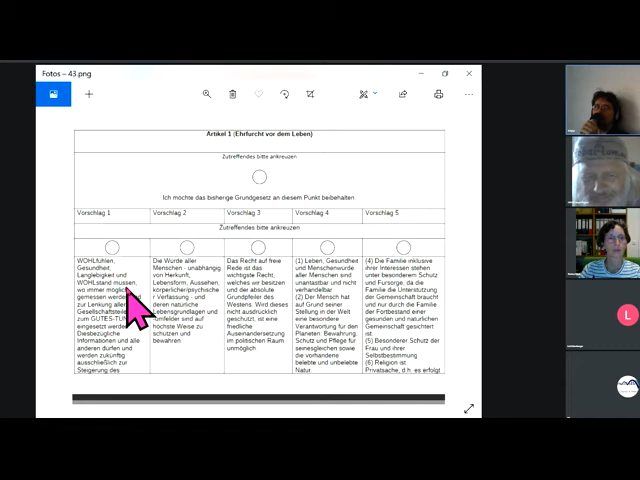 Fotos – 43.png
Artikel 1 (Ehrfurcht vor dem Leben)
Zutreffendes bitte ankreuzen
Ich möchte das bisherige Grundgesetz an diesem Punkt beibehalten.
Vorschlag 1
Vorschlag 2
Vorschlag 3
Vorschlag 4
Vorschlag 5
Zutreffendes bitte ankreuzen
WOHLfühlen,
Gesundheit,
Langlebigkeit und
WOHLstand müssen,
wo immer möglich
gemessen werden
zur Lenkung aller
Gesellschaftsteile
zum GUTES-TUN
eingesetzt werden
Diesbezügliche
Informationen und alle
anderen dürfen und
werden zukünftig
ausschließlich zur
Steigerung des
Die Würde aller
Menschen - unabhängig
von Herkunft,
Lebensform, Aussehen,
körperlicher/psychische
r Verfassung - und
deren natürliche
Lebensgrundlagen und
sind auf
höchste Weise zu
schützen und
bewahren
Das Recht auf freie
Rede ist das
wichtigste Recht,
welches wir besitzen
und der absolute
Grundpfeiler des
Westens. Wird dieses
nicht ausdrücklich
geschützt, ist eine
friedliche
Auseinandersetzung
im politischen Raum
unmöglich
(1) Leben, Gesundheit
und Menschenwürde
aller Menschen sind
unantastbar und nicht
verhandelbar
(2) Der Mensch hat
auf Grund seiner
Stellung in der Welt
eine besondere
Verantwortung für den
Planeten: Bewahrung,
Schutz und Pflege für
seinesgleichen sowie
die vorhandene
belebte und unbelebte
Natur.
(4) Die Familie inklusive
ihrer Interessen stehen
unter besonderem Schutz
und Fürsorge, da die
Familie die Unterstützung
der Gemeinschaft braucht
und nur durch die Familie
der Fortbestand einer
gesunden und natürlichen
Gemeinschaft gesichert
ist.
(5) Besonderer Schutz der
Frau und ihrer
Selbstbestimmung
(6) Religion ist
Privatsache, d.h. es erfolgt
L